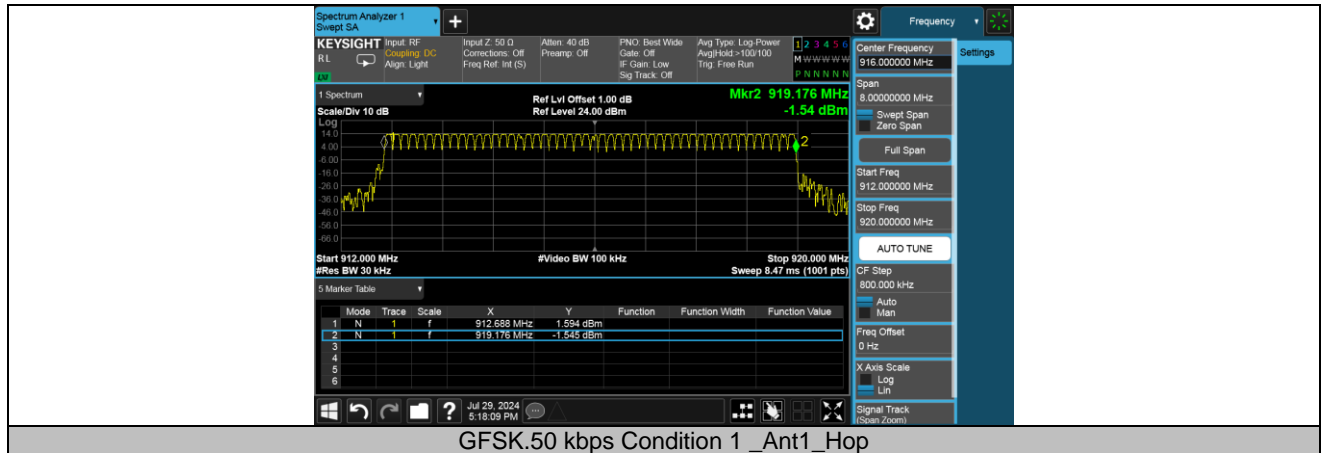 Spectrum Analyzer 1
Swept SA
+
Frequency
KEYSIGHT
RL
LXI
Input: RF
Coupling: DC
Align: Light
Input Z: 50 Ω
Corrections: Off
Freq Ref: Int (S)
Atten: 40 dB
Preamp: Off
PNO: Best Wide
Gate: Off
IF Gain: Low
Sig Track: Off
Avg Type: Log-Power
Avg|Hold:>100/100
Trig: Free Run
1 2 3 4 5 6
M W W W W W
P N N N N N
1 Spectrum
Scale/Div 10 dB
Ref Lvl Offset 1.00 dB
Ref Level 24.00 dBm
Mkr2 919.176 MHz
-1.54 dBm
Log
14.0
4.00
-6.00
-16.0
-26.0
-36.0
-46.0
-56.0
-66.0
2
Start 912.000 MHz
#Res BW 30 kHz
#Video BW 100 kHz
Stop 920.000 MHz
Sweep 8.47 ms (1001 pts)
5 Marker Table
Mode Trace Scale X Y Function Function Width Function Value
1 N 1 f 912.688 MHz 1.594 dBm
2 N 1 f 919.176 MHz -1.545 dBm
3
4
5
6
?
Jul 29, 2024
5:18:09 PM
Center Frequency
916.000000 MHz
Settings
Span
8.00000000 MHz
Swept Span
Zero Span
Full Span
Start Freq
912.000000 MHz
Stop Freq
920.000000 MHz
AUTO TUNE
CF Step
800.000 kHz
Auto
Man
Freq Offset
0 Hz
X Axis Scale
Log
Lin
Signal Track
(Span Zoom)
GFSK.50 kbps Condition 1 _Ant1_Hop